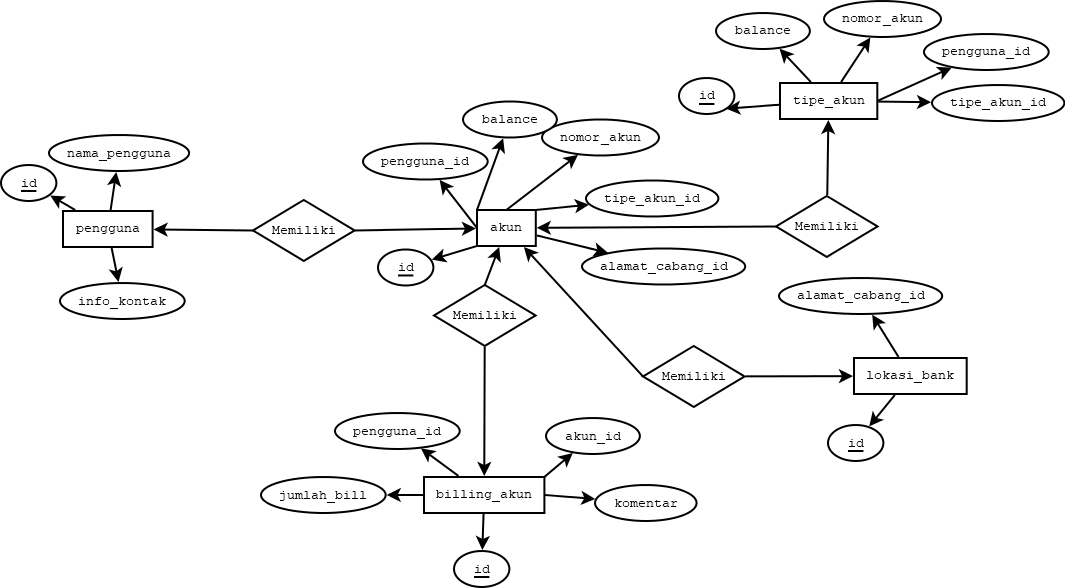 nomor_akun
balance
pengguna_id
id
tipe_akun
tipe_akun_id
balance
nomor_akun
nama_pengguna
pengguna_id
id
tipe_akun_id
pengguna
Memiliki
akun
Memiliki
id
alamat_cabang_id
info_kontak
alamat_cabang_id
Memiliki
Memiliki
lokasi_bank
pengguna_id
akun_id
id
jumlah_bill
billing_akun
komentar
id